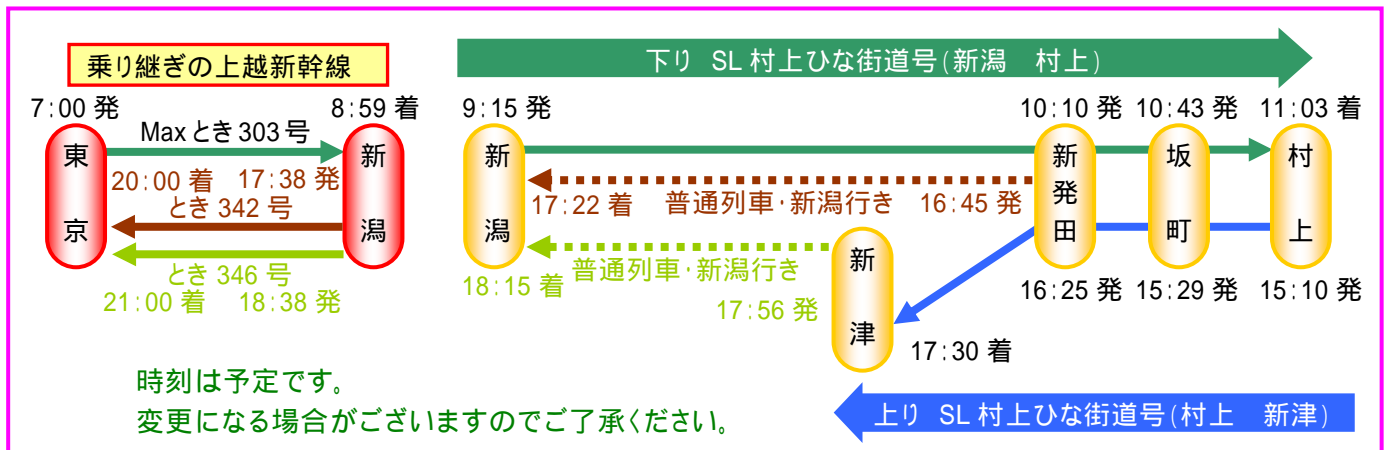 乗り継ぎの上越新幹線
下り SL 村上ひな街道号(新潟 村上)
7:00 発
8:59 着
9:15 発
10:10 発
10:43 発
11:03 着
東京
Max とき 303 号
新潟
20:00 着 17:38 発
とき 342 号
とき 346 号
21:00 着 18:38 発
新潟
17:22 着 普通列車・新潟行き 16:45 発
普通列車・新潟行き
18:15 着
17:56 発
新津
17:30 着
新発田
坂町
村上
16:25 発
15:29 発
15:10 発
時刻は予定です。
変更になる場合がございますのでご了承ください。
上り SL 村上ひな街道号(村上 新津)